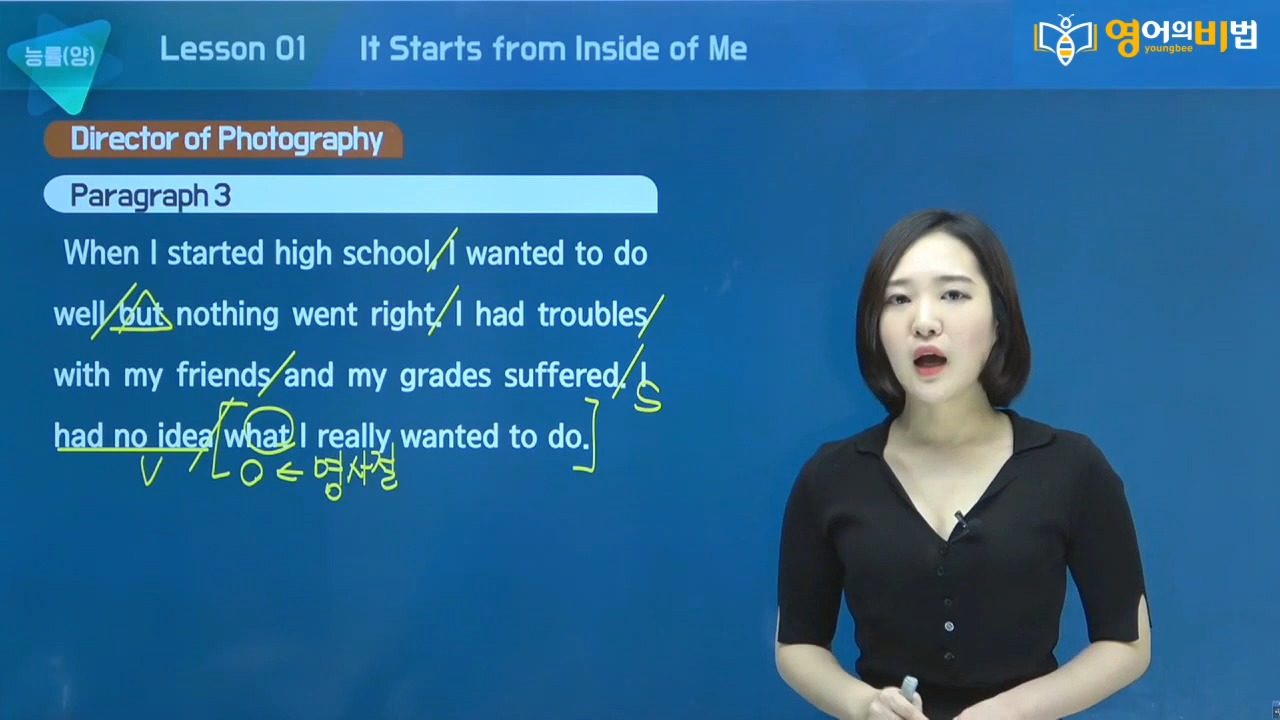 능률(양)
Lesson 01 It Starts from Inside of Me
영어의비법
youngbee
Director of Photography
Paragraph 3
When I started high school, I wanted to do
well but nothing went right. I had troubles
with my friends and my grades suffered. I
S
had no idea what I really wanted to do.
V O ← 명사절